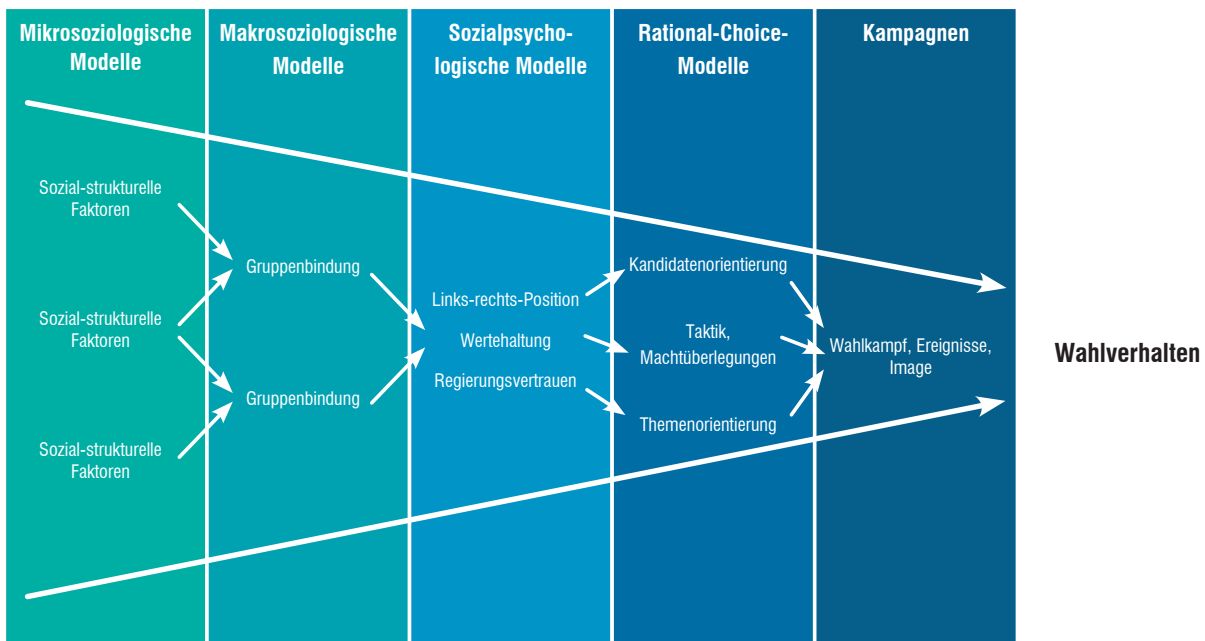 Mikrosoziologische
Modelle
Makrosoziologische
Modelle
Sozialpsycho-
logische Modelle
Rational-Choice-
Modelle
Kampagnen
Sozial-strukturelle
Faktoren
Sozial-strukturelle
Faktoren
Sozial-strukturelle
Faktoren
Gruppenbindung
Gruppenbindung
Links-rechts-Position
Wertehaltung
Regierungsvertrauen
Kandidatenorientierung
Taktik,
Machtüberlegungen
Themenorientierung
Wahlkampf, Ereignisse,
Image
Wahlverhalten